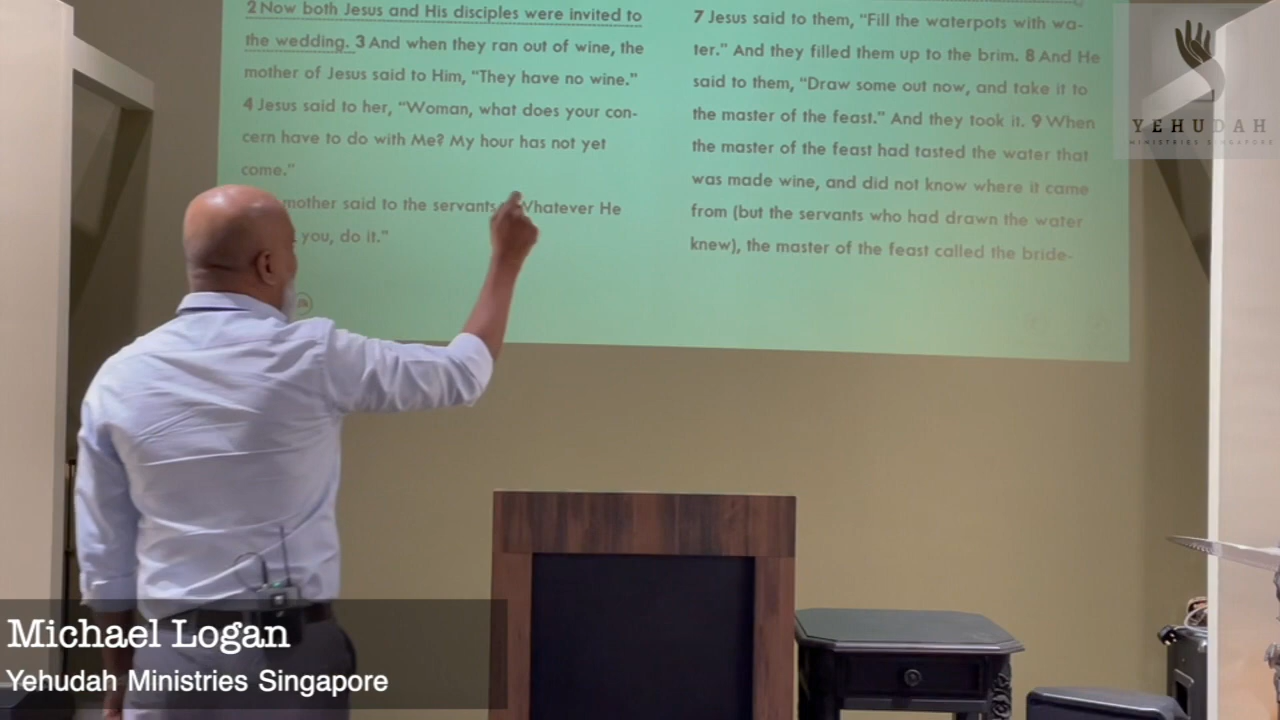 2 Now both Jesus and His disciples were invited to
the wedding. 3 And when they ran out of wine, the
mother of Jesus said to Him, “They have no wine.”
4 Jesus said to her, “Woman, what does your con-
cern have to do with Me? My hour has not yet
come.”
mother said to the servants, Whatever He
you, do it.”
7 Jesus said to them, “Fill the waterpots with wa-
ter.” And they filled them up to the brim. 8 And He
said to them, “Draw some out now, and take it to
the master of the feast.” And they took it. 9 When
the master of the feast had tasted the water that
was made wine, and did not know where it came
from (but the servants who had drawn the water
knew), the master of the feast called the bride-
YEHUDAH
MINISTRIES SINGAPORE
Michael Logan
Yehudah Ministries Singapore